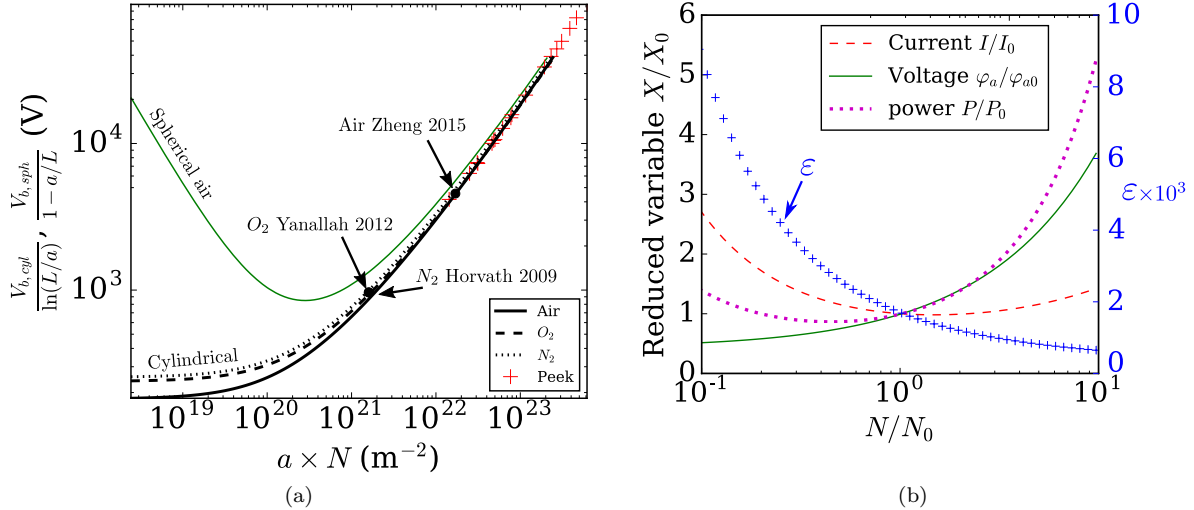 V_{b,cyl}/ln(L/a), V_{b,sph}/1 − a/L (V)
10^4
10^3
Spherical air
Air Zheng 2015
O_2 Yanallah 2012
N_2 Horvath 2009
Cylindrical
Air
O_2
N_2
Peek
10^{19} 10^{20} 10^{21} 10^{22} 10^{23}
a × N (m^{−2})
(a)
Reduced variable X/X_0
6
5
4
3
2
1
0
Current I/I_0
Voltage φ_a/φ_{a0}
power P/P_0
ε
10
8
6
4
2
0
ε×10^3
10^{-1} 10^0 10^1
N/N_0
(b)